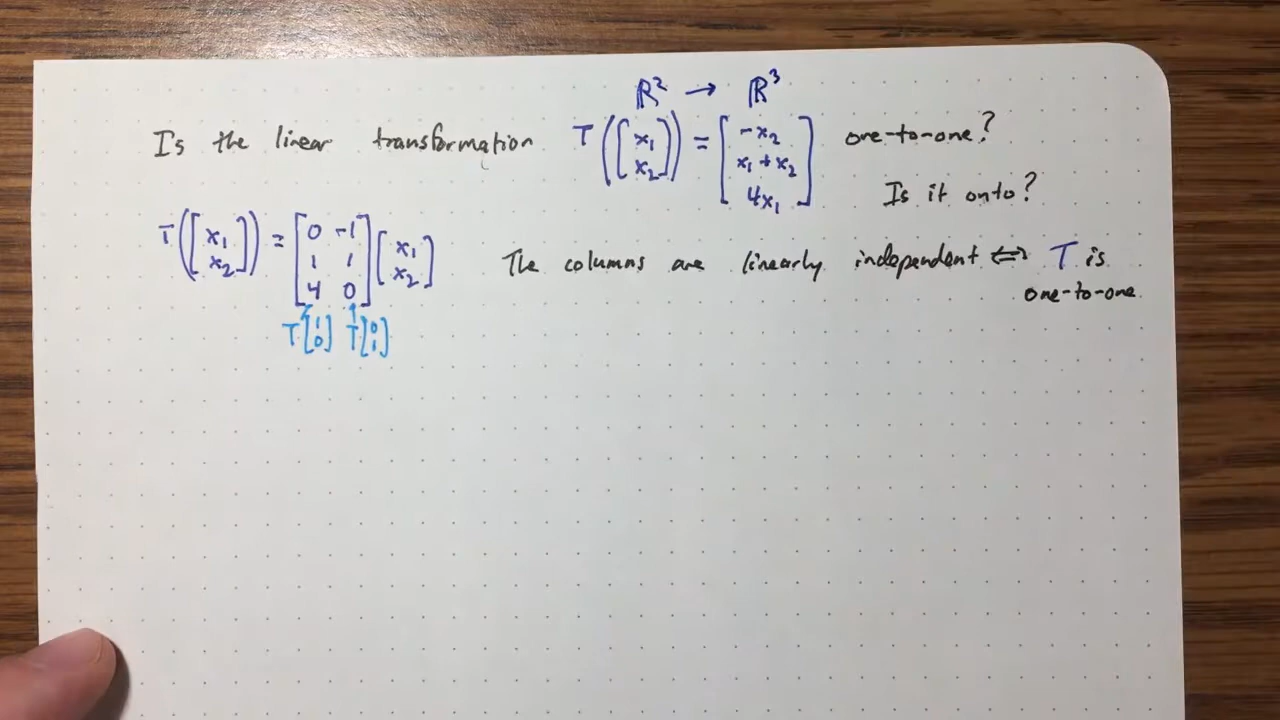 ℝ² → ℝ³
Is the linear transformation T([x₁ x₂]) = [-x₂ x₁ + x₂ 4x₁] one-to-one?
Is it onto?
T([x₁ x₂]) = [0 -1 1 1 4 0] [x₁ x₂] The columns are linearly independent ⇔ T is
one-to-one.
T[1 0] T[0 1]